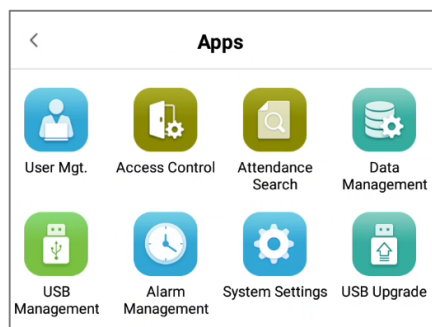 Apps
User Mgt.
Access Control
Attendance
Search
Data
Management
USB
Management
Alarm
Management
System Settings
USB Upgrade